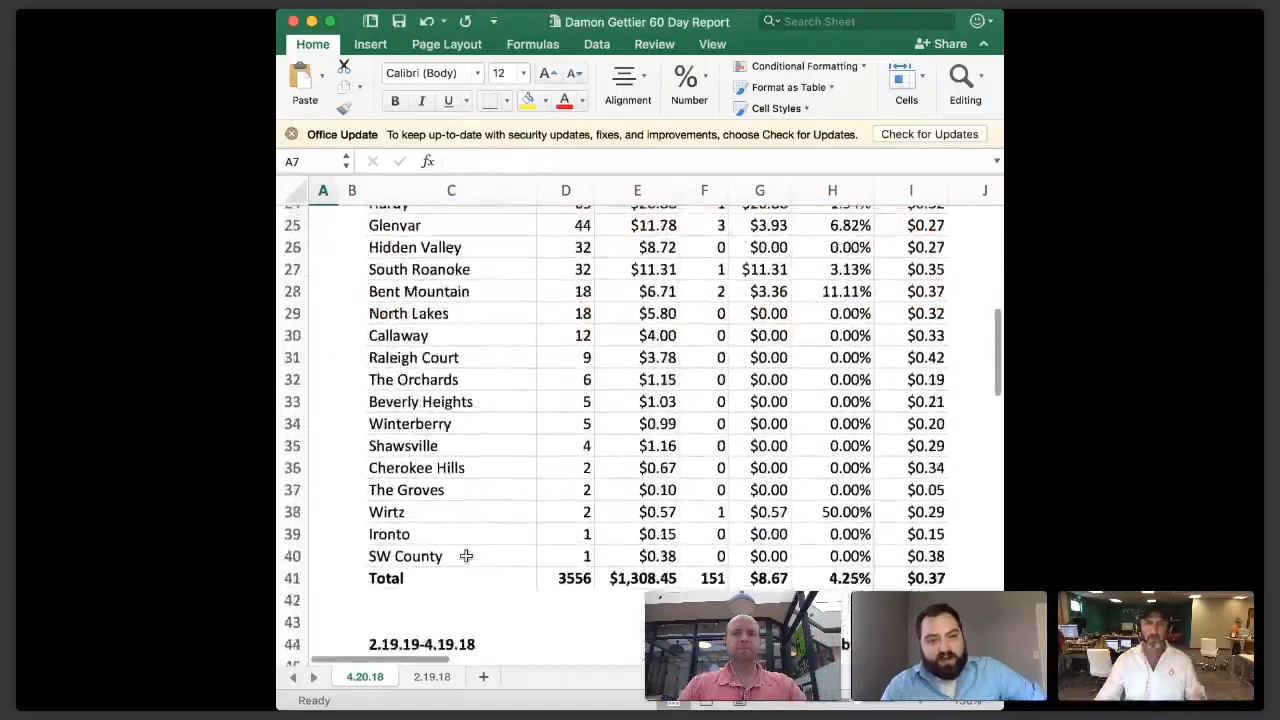 Damon Gettier 60 Day Report
Search Sheet
Home Insert Page Layout Formulas Data Review View Share
Paste
Calibri (Body) 12
A A
B I U A
Alignment
%
Number
Conditional Formatting
Format as Table
Cell Styles
Cells
Editing
Office Update To keep up-to-date with security updates, fixes, and improvements, choose Check for Updates. Check for Updates
A7 fx
A B C D E F G H I J
25 Glenvar 44 $11.78 3 $3.93 6.82% $0.27
26 Hidden Valley 32 $8.72 0 $0.00 0.00% $0.27
27 South Roanoke 32 $11.31 1 $11.31 3.13% $0.35
28 Bent Mountain 18 $6.71 2 $3.36 11.11% $0.37
29 North Lakes 18 $5.80 0 $0.00 0.00% $0.32
30 Callaway 12 $4.00 0 $0.00 0.00% $0.33
31 Raleigh Court 9 $3.78 0 $0.00 0.00% $0.42
32 The Orchards 6 $1.15 0 $0.00 0.00% $0.19
33 Beverly Heights 5 $1.03 0 $0.00 0.00% $0.21
34 Winterberry 5 $0.99 0 $0.00 0.00% $0.20
35 Shawsville 4 $1.16 0 $0.00 0.00% $0.29
36 Cherokee Hills 2 $0.67 0 $0.00 0.00% $0.34
37 The Groves 2 $0.10 0 $0.00 0.00% $0.05
38 Wirtz 2 $0.57 1 $0.57 50.00% $0.29
39 Ironto 1 $0.15 0 $0.00 0.00% $0.15
40 SW County 1 $0.38 0 $0.00 0.00% $0.38
41 Total 3556 $1,308.45 151 $8.67 4.25% $0.37
42
43
44 2.19.19-4.19.18
4.20.18 2.19.18 +
Ready